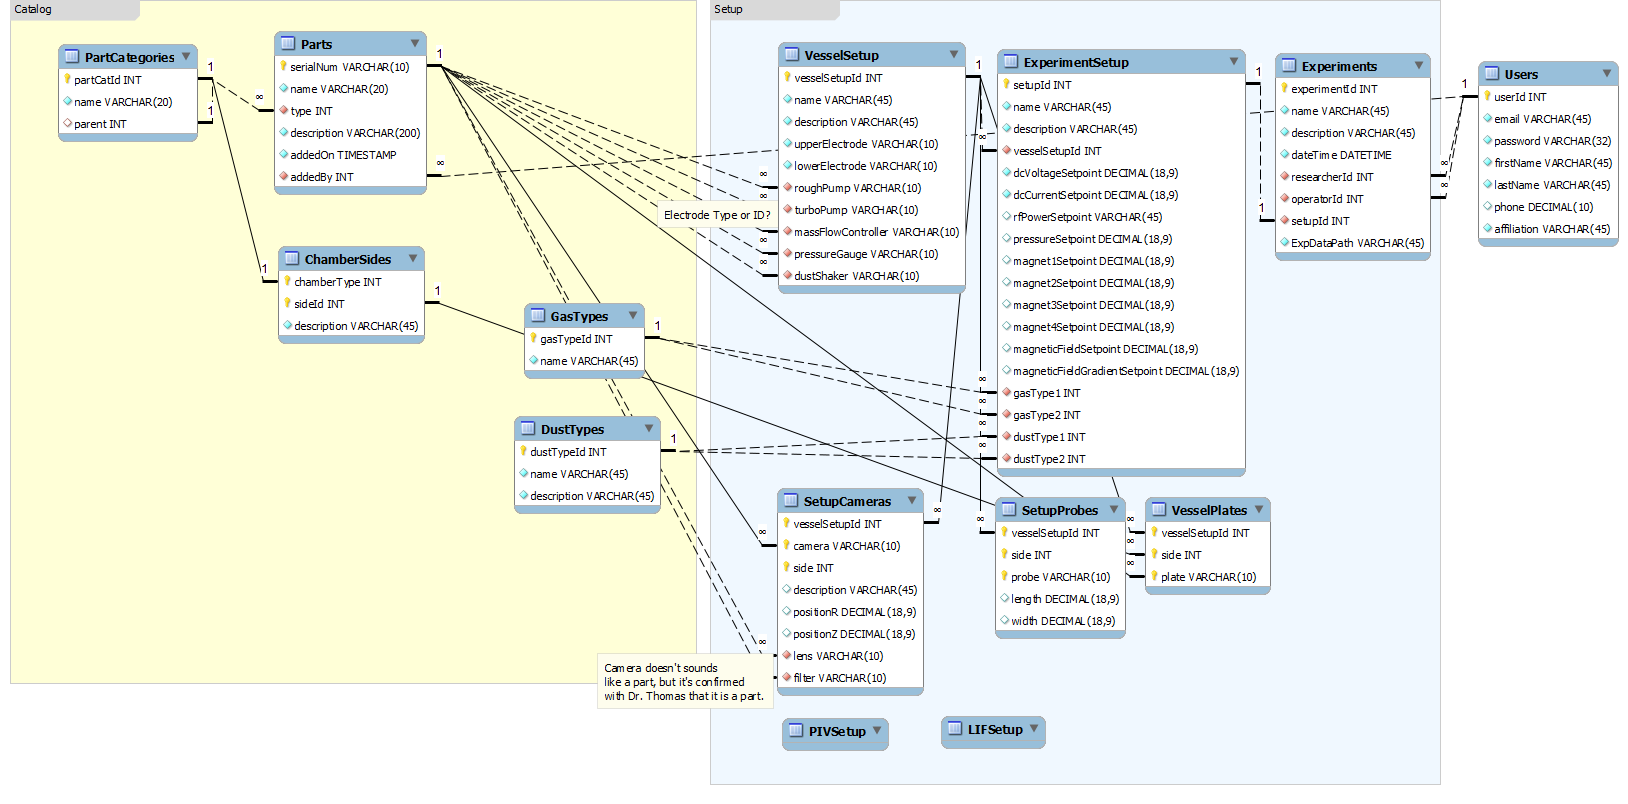 Catalog
PartCategories
partCatId INT
name VARCHAR(20)
parent INT
1
1
∞
Parts
serialNum VARCHAR(10)
name VARCHAR(20)
type INT
description VARCHAR(200)
addedOn TIMESTAMP
addedBy INT
1
∞
ChamberSides
chamberType INT
sideId INT
description VARCHAR(45)
1
1
GasTypes
gasTypeId INT
name VARCHAR(45)
1
DustTypes
dustTypeId INT
name VARCHAR(45)
description VARCHAR(45)
1
Setup
VesselSetup
vesselSetupId INT
name VARCHAR(45)
description VARCHAR(45)
upperElectrode VARCHAR(10)
lowerElectrode VARCHAR(10)
roughPump VARCHAR(10)
turboPump VARCHAR(10)
massFlowController VARCHAR(10)
pressureGauge VARCHAR(10)
dustShaker VARCHAR(10)
∞
∞
∞
∞
1
Electrode Type or ID?
ExperimentSetup
setupId INT
name VARCHAR(45)
description VARCHAR(45)
vesselSetupId INT
dcVoltageSetpoint DECIMAL(18,9)
dcCurrentSetpoint DECIMAL(18,9)
rfPowerSetpoint VARCHAR(45)
pressureSetpoint DECIMAL(18,9)
magnet1Setpoint DECIMAL(18,9)
magnet2Setpoint DECIMAL(18,9)
magnet3Setpoint DECIMAL(18,9)
magnet4Setpoint DECIMAL(18,9)
magneticFieldSetpoint DECIMAL(18,9)
magneticFieldGradientSetpoint DECIMAL(18,9)
gasType1 INT
gasType2 INT
dustType1 INT
dustType2 INT
∞
∞
∞
∞
∞
1
1
Experiments
experimentId INT
name VARCHAR(45)
description VARCHAR(45)
dateTime DATETIME
researcherId INT
operatorId INT
setupId INT
ExpDataPath VARCHAR(45)
∞
∞
1
Users
userId INT
email VARCHAR(45)
password VARCHAR(32)
firstName VARCHAR(45)
lastName VARCHAR(45)
phone DECIMAL(10)
affiliation VARCHAR(45)
SetupCameras
vesselSetupId INT
camera VARCHAR(10)
side INT
description VARCHAR(45)
positionR DECIMAL(18,9)
positionZ DECIMAL(18,9)
lens VARCHAR(10)
filter VARCHAR(10)
∞
∞
∞
Camera doesn't sounds
like a part, but it's confirmed
with Dr. Thomas that it is a part.
SetupProbes
vesselSetupId INT
side INT
probe VARCHAR(10)
length DECIMAL(18,9)
width DECIMAL(18,9)
∞
∞
∞
∞
VesselPlates
vesselSetupId INT
side INT
plate VARCHAR(10)
PIVSetup
LIFSetup